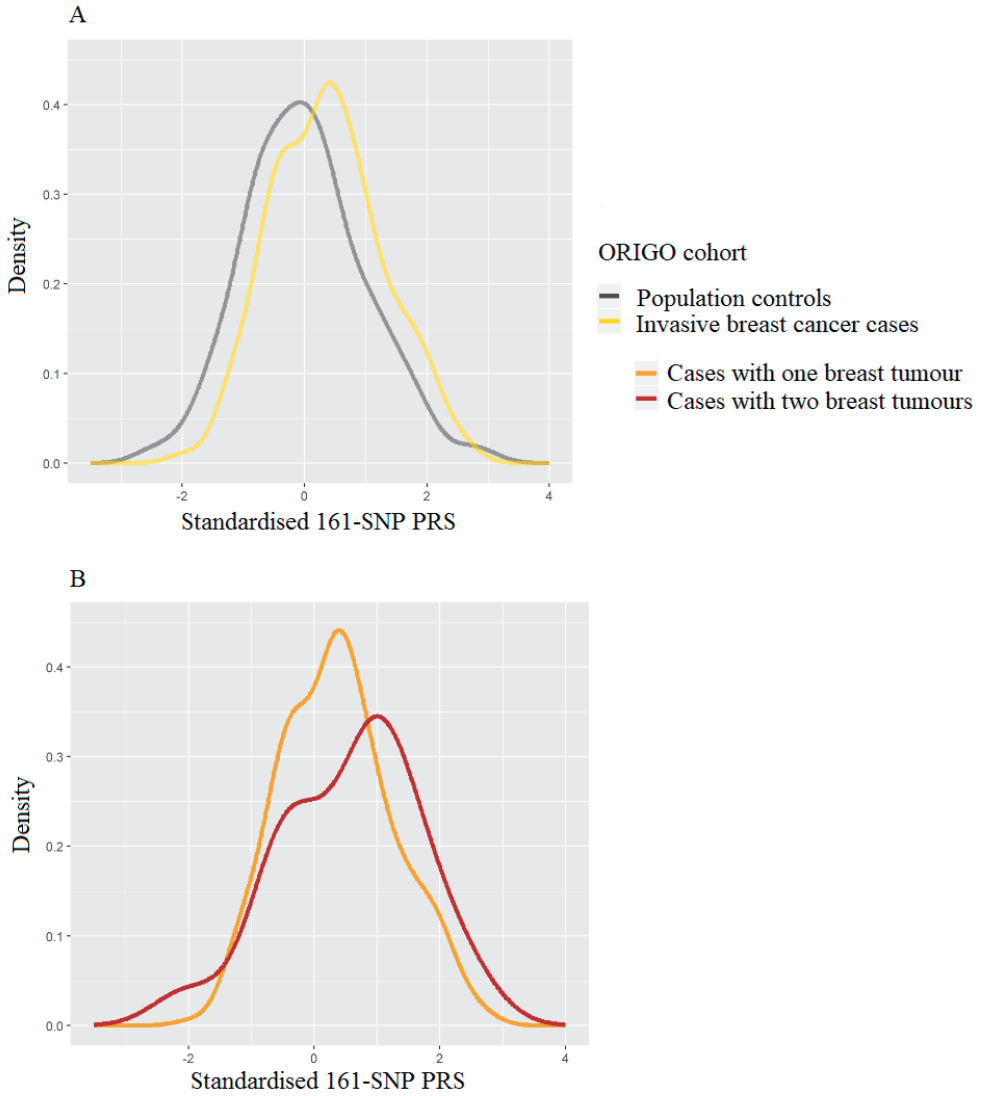 A
0.4
0.3
0.2
0.1
0.0
Density
-2 0 2 4
Standardised 161-SNP PRS
ORIGO cohort
Population controls
Invasive breast cancer cases
Cases with one breast tumour
Cases with two breast tumours
B
0.4
0.3
0.2
0.1
0.0
Density
-2 0 2 4
Standardised 161-SNP PRS